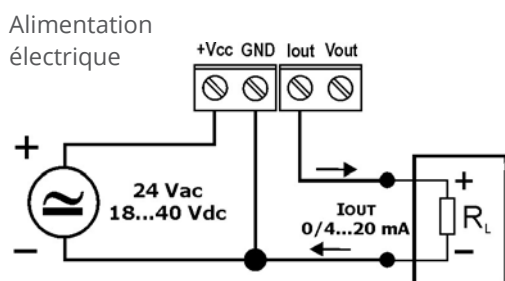 Alimentation
électrique
+Vcc GND Iout Vout
+
24 Vac
18...40 Vdc
−
IOUT
0/4...20 mA
+
RL
−